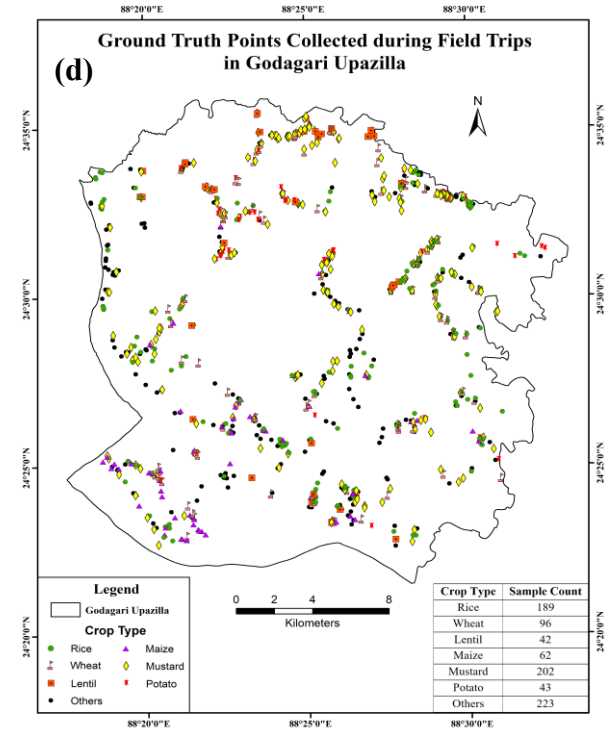 88°20'0"E 88°25'0"E 88°30'0"E
Ground Truth Points Collected during Field Trips
in Godagari Upazilla
(d)
N
24°35'0"N 24°35'0"N
24°30'0"N 24°30'0"N
24°25'0"N 24°25'0"N
24°20'0"N 24°20'0"N
Legend
Godagari Upazilla
Crop Type
Rice Maize
Wheat Mustard
Lentil Potato
Others
0 2 4 8
Kilometers
Crop Type Sample Count
Rice 189
Wheat 96
Lentil 42
Maize 62
Mustard 202
Potato 43
Others 223
88°20'0"E 88°25'0"E 88°30'0"E